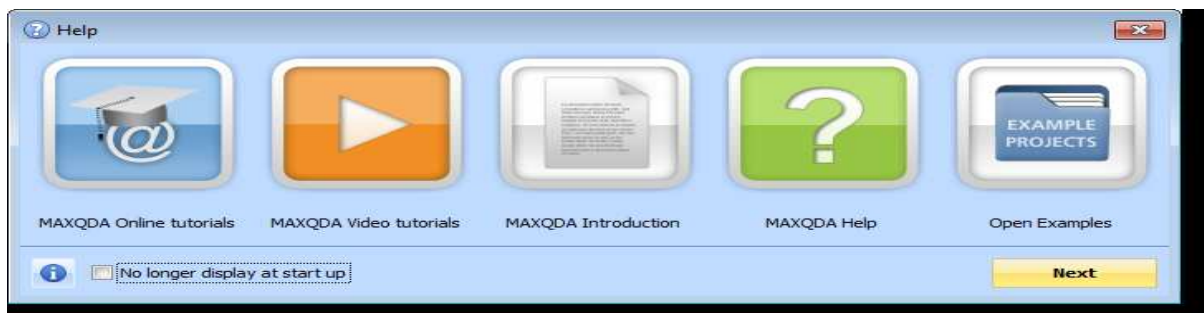 Help
EXAMPLE
PROJECTS
MAXQDA Online tutorials
MAXQDA Video tutorials
MAXQDA Introduction
MAXQDA Help
Open Examples
No longer display at start up
Next